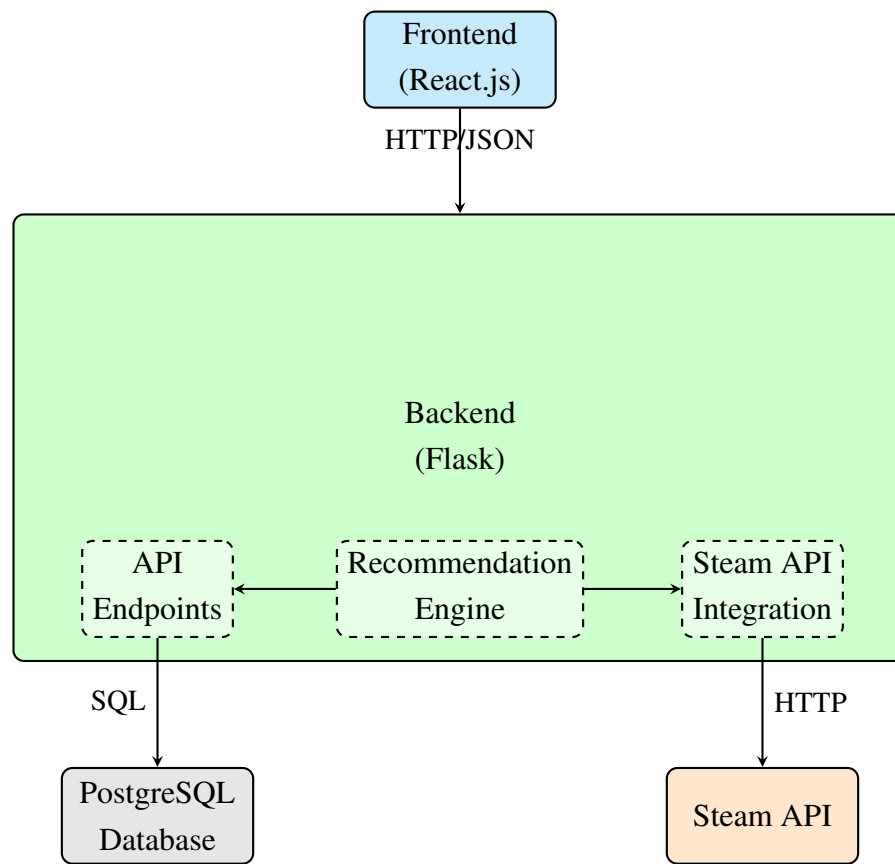 Frontend
(React.js)
HTTP/JSON
Backend
(Flask)
API
Endpoints
Recommendation
Engine
Steam API
Integration
SQL
HTTP
PostgreSQL
Database
Steam API